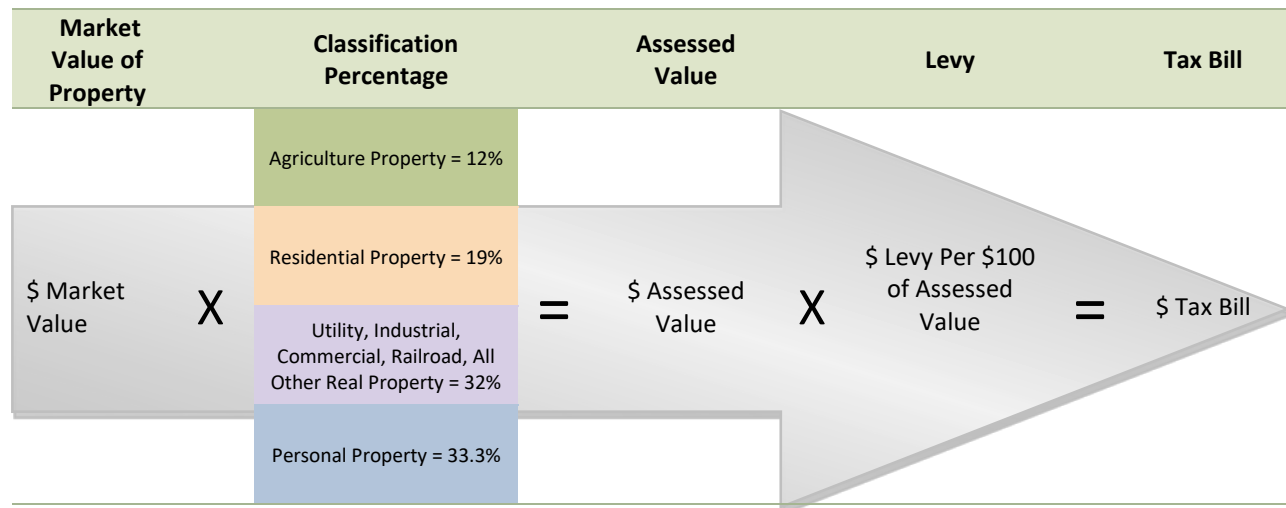 Market
Value of
Property
Classification
Percentage
Assessed
Value
Levy
Tax Bill
Agriculture Property = 12%
Residential Property = 19%
Utility, Industrial,
Commercial, Railroad, All
Other Real Property = 32%
Personal Property = 33.3%
$ Market
Value
X
=
$ Assessed
Value
X
$ Levy Per $100
of Assessed
Value
=
$ Tax Bill